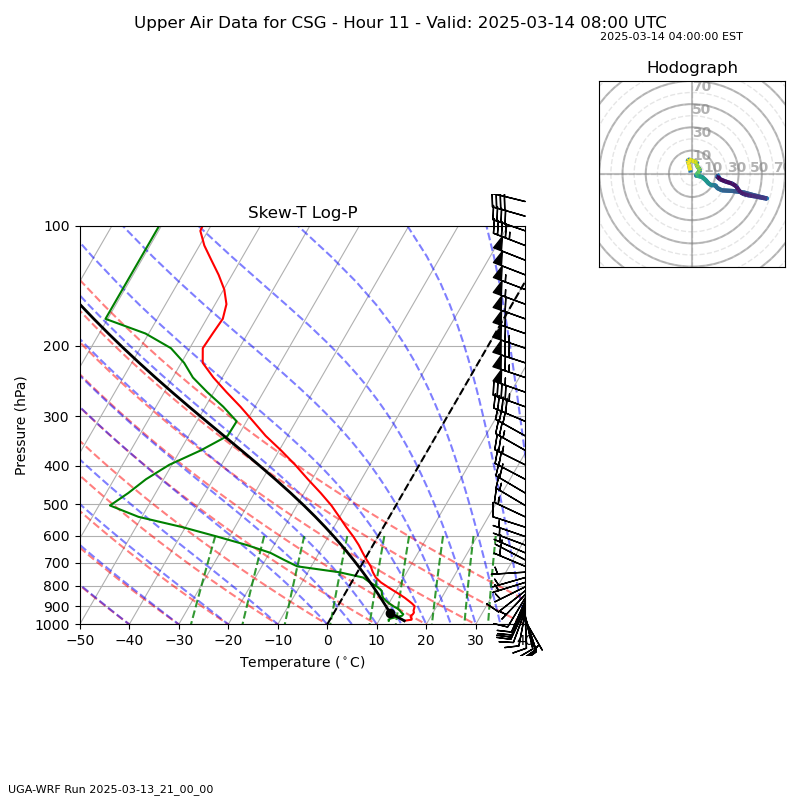 Upper Air Data for CSG - Hour 11 - Valid: 2025-03-14 08:00 UTC
2025-03-14 04:00:00 EST
Hodograph
70
50
30
10
10 30 50 7
Skew-T Log-P
100
200
300
400
500
600
700
800
900
1000
Pressure (hPa)
−50 −40 −30 −20 −10 0 10 20 30 40
Temperature (°C)
UGA-WRF Run 2025-03-13_21_00_00